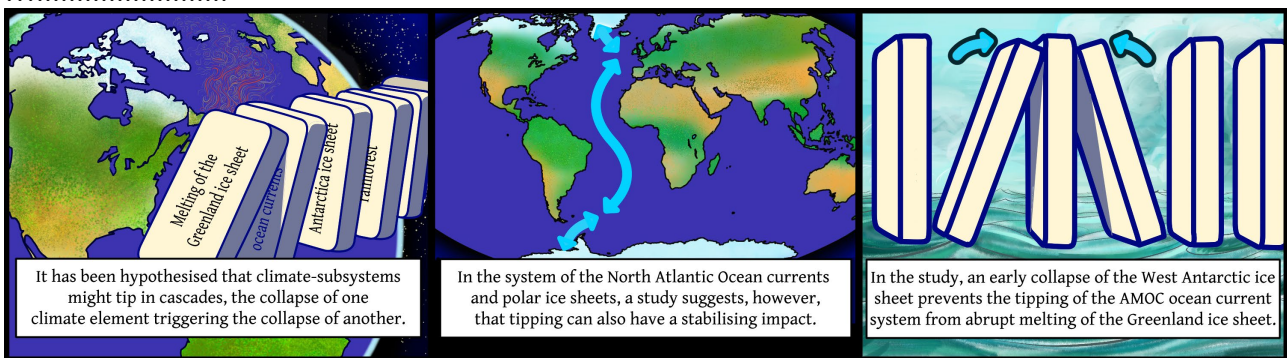 Melting of the
Greenland ice sheet
ocean currents
Antarctica ice sheet
rainforest
It has been hypothesised that climate-subsystems
might tip in cascades, the collapse of one
climate element triggering the collapse of another.
In the system of the North Atlantic Ocean currents
and polar ice sheets, a study suggests, however,
that tipping can also have a stabilising impact.
In the study, an early collapse of the West Antarctic ice
sheet prevents the tipping of the AMOC ocean current
system from abrupt melting of the Greenland ice sheet.